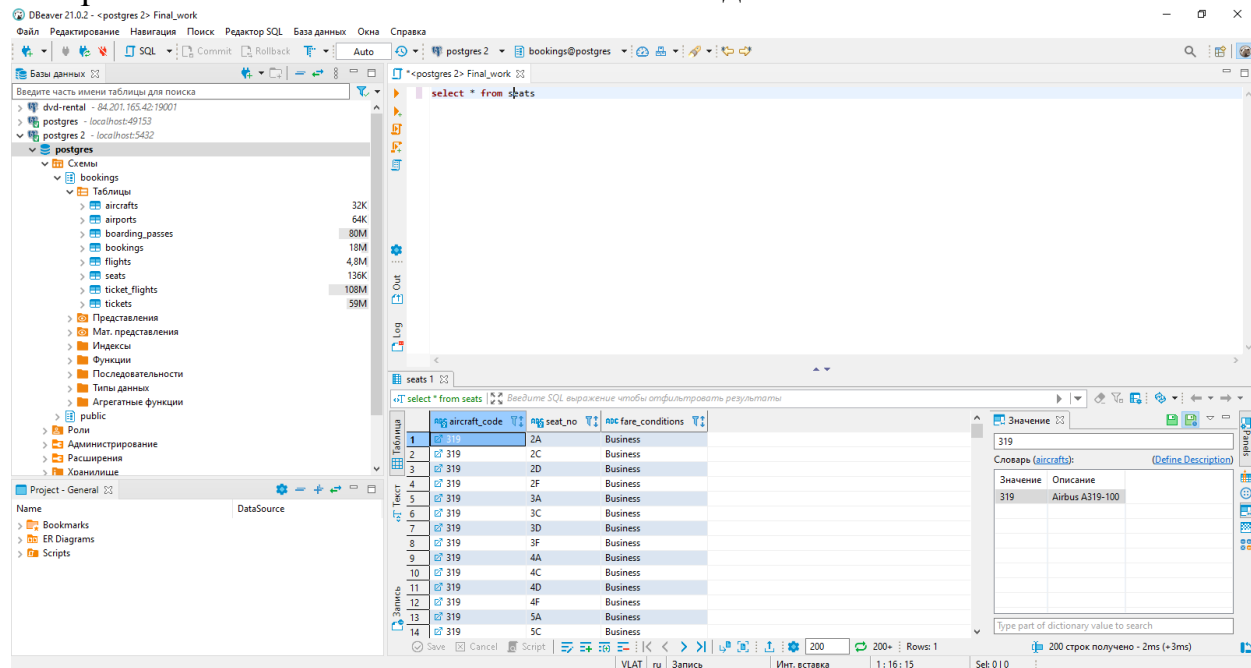 DBeaver 21.0.2 - <postgres 2> Final_work
Файл Редактирование Навигация Поиск Редактор SQL База данных Окна Справка
SQL Commit Rollback Auto postgres 2 bookings@postgres
Базы данных
*<postgres 2> Final_work
Введите часть имени таблицы для поиска
select * from seats
dvd-rental - 84.201.165.42:19001
postgres - localhost:49153
postgres 2 - localhost:5432
postgres
Схемы
bookings
Таблицы
aircrafts 32K
airports 64K
boarding_passes 80M
bookings 18M
flights 4,8M
seats 136K
ticket_flights 108M
tickets 59M
Представления
Мат. представления
Индексы
Функции
Последовательности
Типы данных
Агрегатные функции
public
Роли
Администрирование
Расширения
Хранилище
Out
Log
Project - General
Name DataSource
Bookmarks
ER Diagrams
Scripts
seats 1
select * from seats Введите SQL выражение чтобы отфильтровать результаты
Таблица
Текст
Запись
aircraft_code seat_no fare_conditions
1 319 2A Business
2 319 2C Business
3 319 2D Business
4 319 2F Business
5 319 3A Business
6 319 3C Business
7 319 3D Business
8 319 3F Business
9 319 4A Business
10 319 4C Business
11 319 4D Business
12 319 4F Business
13 319 5A Business
14 319 5C Business
Значение
319
Словарь (aircrafts): (Define Description)
Значение Описание
319 Airbus A319-100
Type part of dictionary value to search
Panels
Save Cancel Script 200 200+ Rows: 1 200 строк получено - 2ms (+3ms)
VLAT ru Запись Инт. вставка 1 : 16 : 15 Sel: 0 | 0